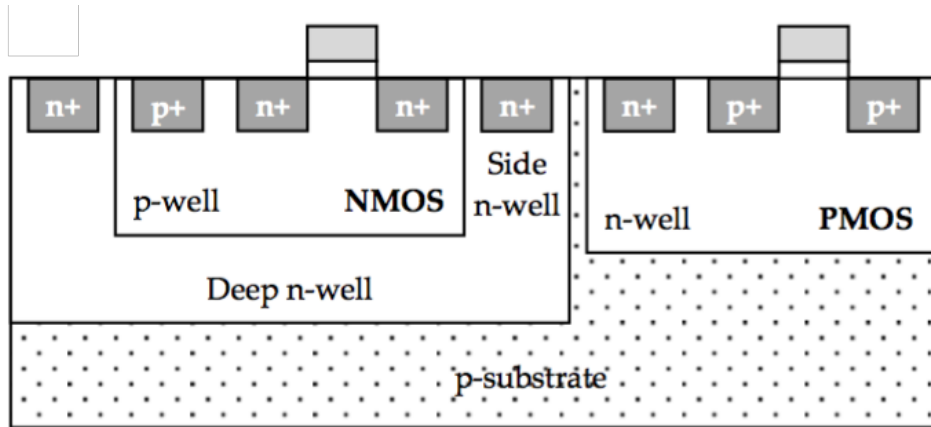 n+ p+ n+ n+ n+ n+ p+ p+
Side
p-well NMOS n-well n-well PMOS
Deep n-well
p-substrate